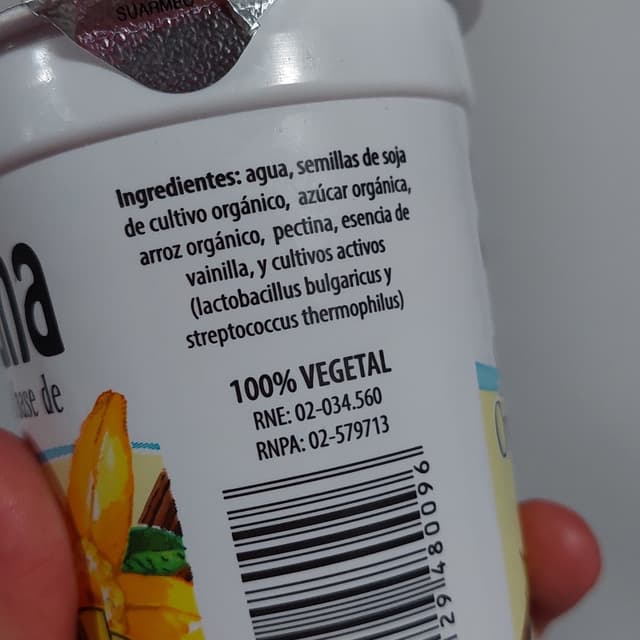 SUARMEC
Ingredientes: agua, semillas de soja
de cultivo orgánico, azúcar orgánica,
arroz orgánico, pectina, esencia de
vainilla, y cultivos activos
(lactobacillus bulgaricus y
streptococcus thermophilus)
na
base de
100% VEGETAL
RNE: 02-034.560
RNPA: 02-579713
29480096